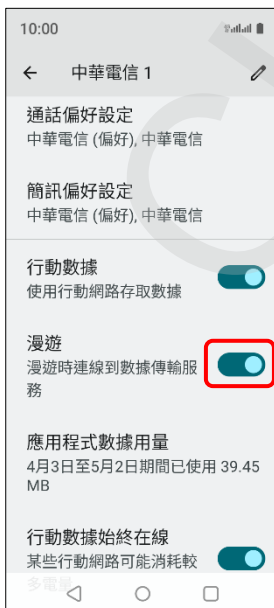 10:00
中華電信 1
通話偏好設定
中華電信 (偏好), 中華電信
簡訊偏好設定
中華電信 (偏好), 中華電信
行動數據
使用行動網路存取數據
漫遊
漫遊時連線到數據傳輸服
務
應用程式數據用量
4月3日至5月2日期間已使用 39.45
MB
行動數據始終在線
某些行動網路可能消耗較
多電量